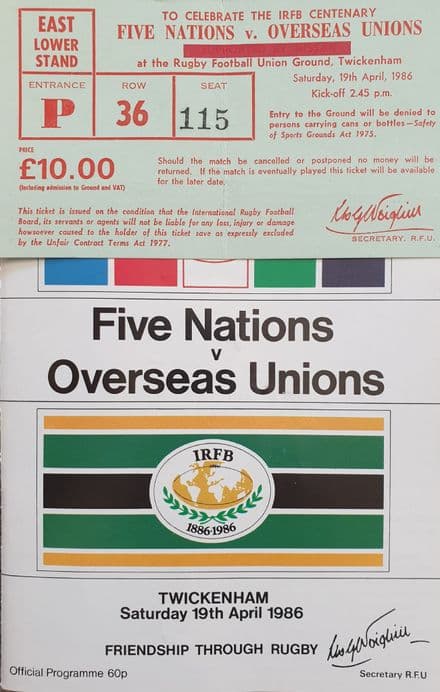 TO CELEBRATE THE IRFB CENTENARY
FIVE NATIONS v. OVERSEAS UNIONS
at the Rugby Football Union Ground, Twickenham
Saturday, 19th April, 1986
Kick-off 2.45 p.m.
EAST
LOWER
STAND
ENTRANCE
P
ROW
36
SEAT
115
Entry to the Ground will be denied to
persons carrying cans or bottles—Safety
of Sports Grounds Act 1975.
PRICE
£10.00
(Including admission to Ground and VAT)
Should the match be cancelled or postponed no money will be
returned. If the match is eventually played this ticket will be available
for the later date.
This ticket is issued on the condition that the International Rugby Football
Board, its servants or agents will not be liable for any loss, injury or damage
howsoever caused to the holder of this ticket save as expressly excluded
by the Unfair Contract Terms Act 1977.
SECRETARY, R.F.U.
Five Nations
v
Overseas Unions
IRFB
1886-1986
TWICKENHAM
Saturday 19th April 1986
FRIENDSHIP THROUGH RUGBY
Official Programme 60p
Secretary R.F.U